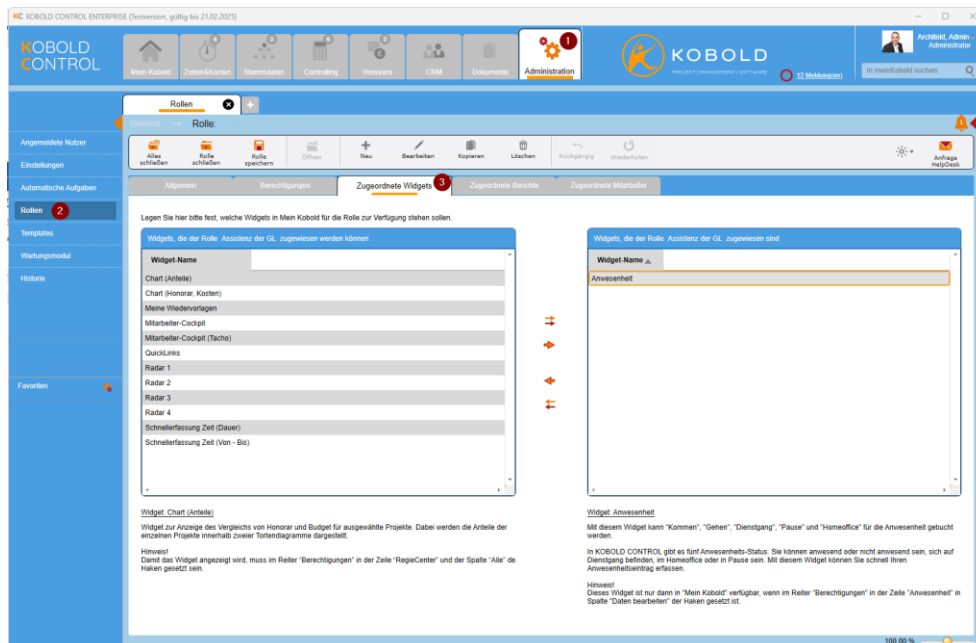 KC KOBOLD CONTROL ENTERPRISE (Testversion, gültig bis 21.02.2025)
KOBOLD
CONTROL
Mein Kobold
Zeiten&Kosten
Stammdaten
Controlling
Honorare
CRM
Dokumente
Administration
1
KOBOLD
PROJEKT | MANAGEMENT | SOFTWARE
12 Meldung(en)
Architekt, Admin -
Administrator
In meinKobold suchen
Rollen
Übersicht
Rolle:
Angemeldete Nutzer
Einstellungen
Automatische Aufgaben
Rollen 2
Templates
Wartungsmodul
Historie
Favoriten
Alles schließen
Rolle schließen
Rolle speichern
Öffnen
Neu
Bearbeiten
Kopieren
Löschen
Rückgängig
Wiederholen
Anfrage HelpDesk
Allgemein
Berechtigungen
Zugeordnete Widgets 3
Zugeordnete Berichte
Zugeordnete Mitarbeiter
Legen Sie hier bitte fest, welche Widgets in Mein Kobold für die Rolle zur Verfügung stehen sollen.
Widgets, die der Rolle Assistenz der GL zugewiesen werden können
Widget-Name
Chart (Anteile)
Chart (Honorar, Kosten)
Meine Wiedervorlagen
Mitarbeiter-Cockpit
Mitarbeiter-Cockpit (Tacho)
QuickLinks
Radar 1
Radar 2
Radar 3
Radar 4
Schnellerfassung Zeit (Dauer)
Schnellerfassung Zeit (Von - Bis)
Widgets, die der Rolle Assistenz der GL zugewiesen sind
Widget-Name
Anwesenheit
Widget: Chart (Anteile)
Widget zur Anzeige des Vergleichs von Honorar und Budget für ausgewählte Projekte. Dabei werden die Anteile der
einzelnen Projekte innerhalb zweier Tortendiagramme dargestellt.
Hinweis!
Damit das Widget angezeigt wird, muss im Reiter "Berechtigungen" in der Zeile "RegieCenter" und der Spalte "Alle" de
Haken gesetzt sein.
Widget: Anwesenheit
Mit diesem Widget kann "Kommen", "Gehen", "Dienstgang", "Pause" und "Homeoffice" für die Anwesenheit gebucht
werden.
In KOBOLD CONTROL gibt es fünf Anwesenheits-Status. Sie können anwesend oder nicht anwesend sein, sich auf
Dienstgang befinden, im Homeoffice oder in Pause sein. Mit diesem Widget können Sie schnell Ihren
Anwesenheitseintrag erfassen.
Hinweis!
Dieses Widget ist nur dann in "Mein Kobold" verfügbar, wenn im Reiter "Berechtigungen" in der Zeile "Anwesenheit" in
Spalte "Daten bearbeiten" der Haken gesetzt ist.
100,00 %